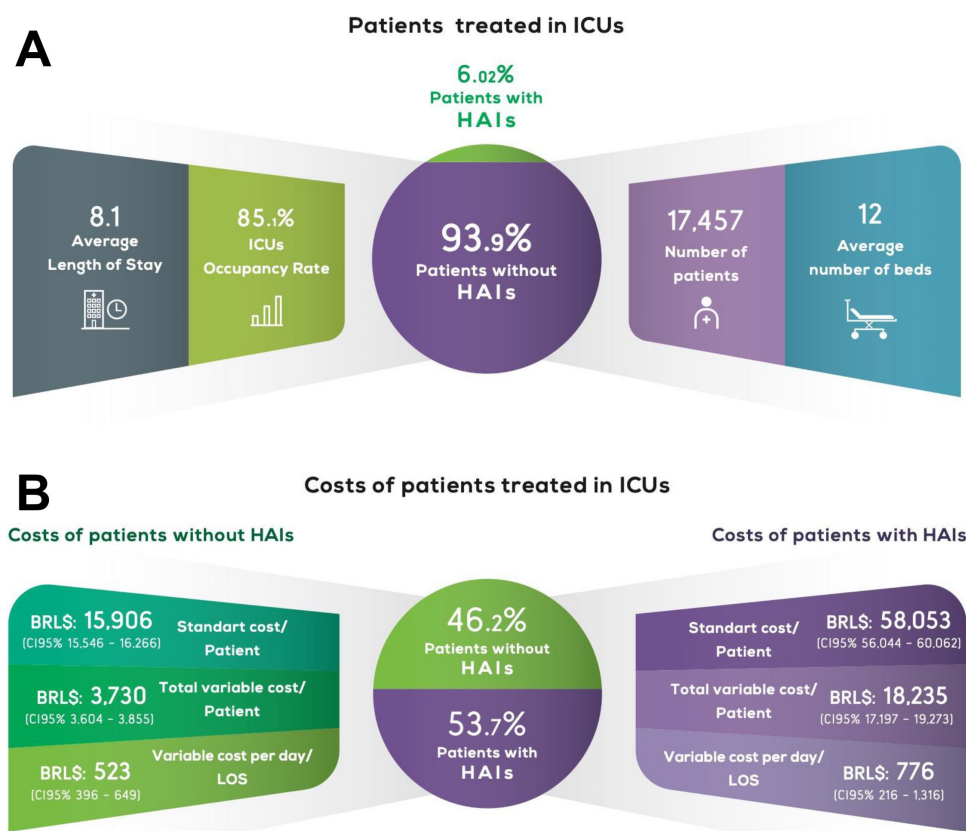 A
Patients treated in ICUs
6.02%
Patients with
HAIs
8.1
Average
Length of Stay
85.1%
ICUs
Occupancy Rate
93.9%
Patients without
HAIs
17,457
Number of
patients
12
Average
number of beds
B
Costs of patients treated in ICUs
Costs of patients without HAIs
BRL$: 15,906
(CI95% 15,546 - 16,266)
Standart cost/
Patient
BRL$: 3,730
(CI95% 3,604 - 3,855)
Total variable cost/
Patient
BRL$: 523
(CI95% 396 - 649)
Variable cost per day/
LOS
46.2%
Patients without
HAIs
53.7%
Patients with
HAIs
Costs of patients with HAIs
Standart cost/
Patient
BRL$: 58,053
(CI95% 56,044 - 60,062)
Total variable cost/
Patient
BRL$: 18,235
(CI95% 17,197 - 19,273)
Variable cost per day/
LOS
BRL$: 776
(CI95% 216 - 1,316)